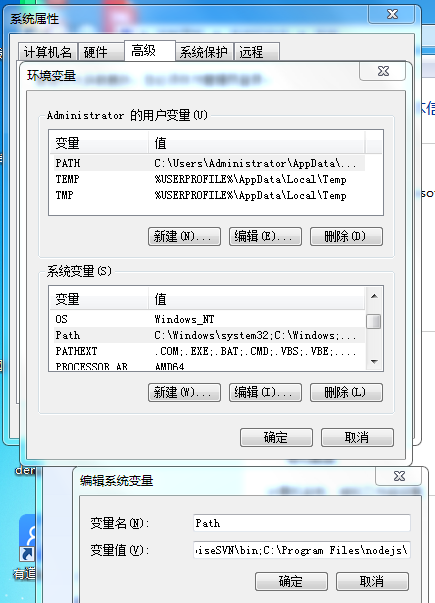 系统属性
计算机名 硬件 高级 系统保护 远程
环境变量
Administrator 的用户变量(U)
变量 值
PATH C:\Users\Administrator\AppData\...
TEMP %USERPROFILE%\AppData\Local\Temp
TMP %USERPROFILE%\AppData\Local\Temp
新建(N)... 编辑(E)... 删除(D)
系统变量(S)
变量 值
OS Windows_NT
Path C:\Windows\system32;C:\Windows;...
PATHEXT .COM;.EXE;.BAT;.CMD;.VBS;.VBE;....
PROCESSOR_AR AMD64
新建(W)... 编辑(I)... 删除(L)
确定 取消
编辑系统变量
变量名(N): Path
变量值(V): oiseSVN\bin;C:\Program Files\nodejs\
确定 取消
der
有道